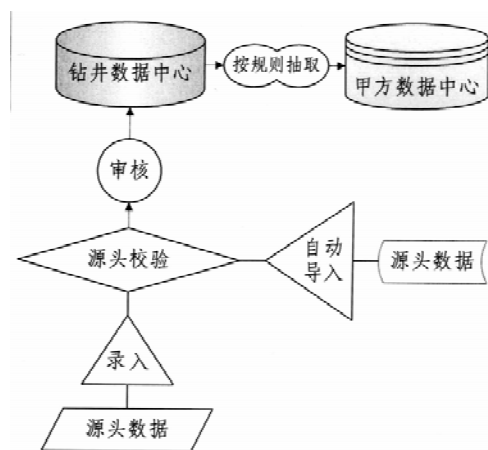 钻井数据中心
按规则抽取
甲方数据中心
审核
源头校验
自动
导入
源头数据
录入
源头数据